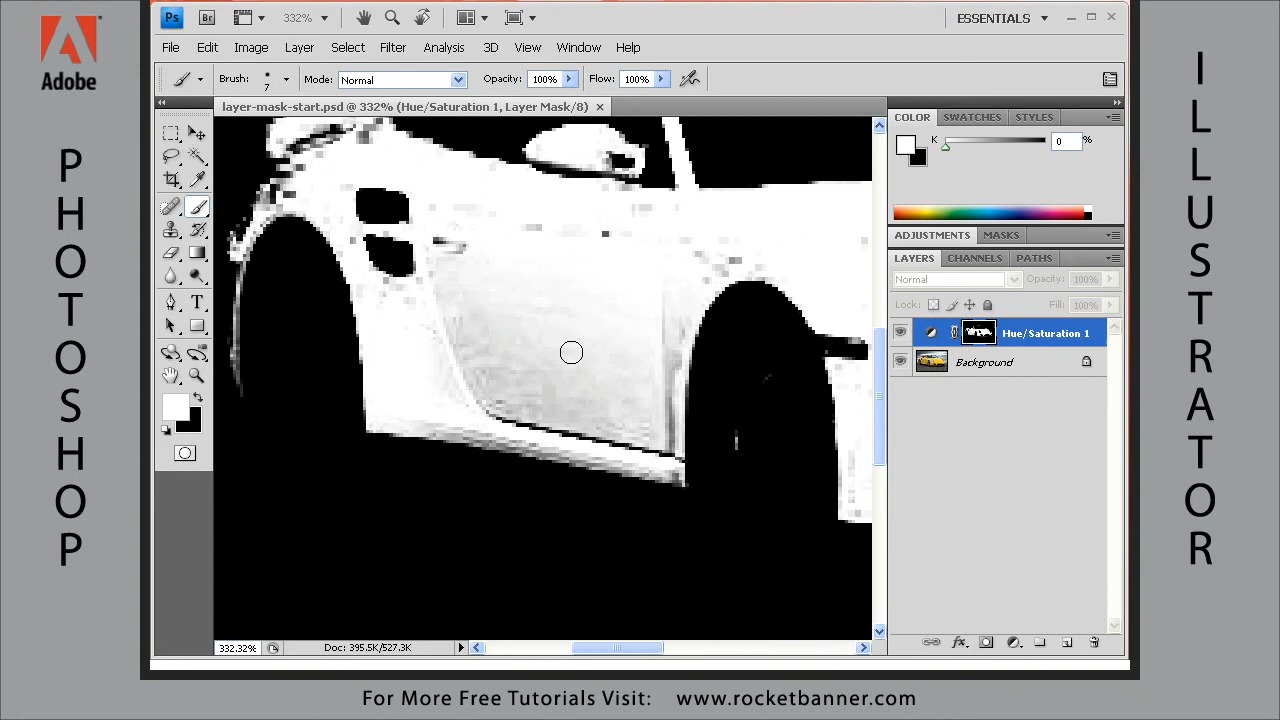 Adobe
PHOTOSHOP
Ps
Br
332%
ESSENTIALS
File Edit Image Layer Select Filter Analysis 3D View Window Help
Brush: 7 Mode: Normal Opacity: 100% Flow: 100%
layer-mask-start.psd @ 332% (Hue/Saturation 1, Layer Mask/8) ×
T
332.32% Doc: 395.5K/527.3K
COLOR SWATCHES STYLES
K 0 %
ADJUSTMENTS MASKS
LAYERS CHANNELS PATHS
Normal Opacity: 100%
Lock: Fill: 100%
Hue/Saturation 1
Background
fx
ILLUSTRATOR
For More Free Tutorials Visit: www.rocketbanner.com